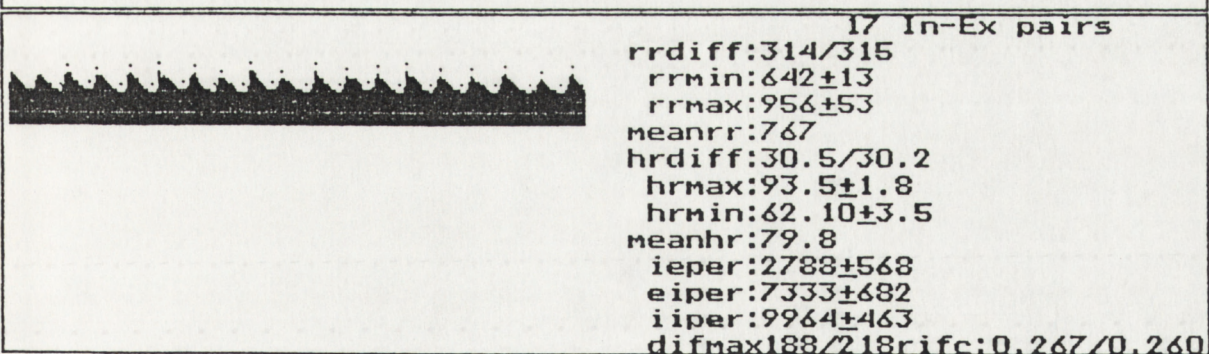 17 In-Ex pairs
rrdiff:314/315
rrmin:642±13
rrmax:956±53
meanrr:767
hrdiff:30.5/30.2
hrmax:93.5±1.8
hrmin:62.10±3.5
meanhr:79.8
ieper:2788±568
eiper:7333±682
iiper:9964±463
difmax188/218rifc:0.267/0.260